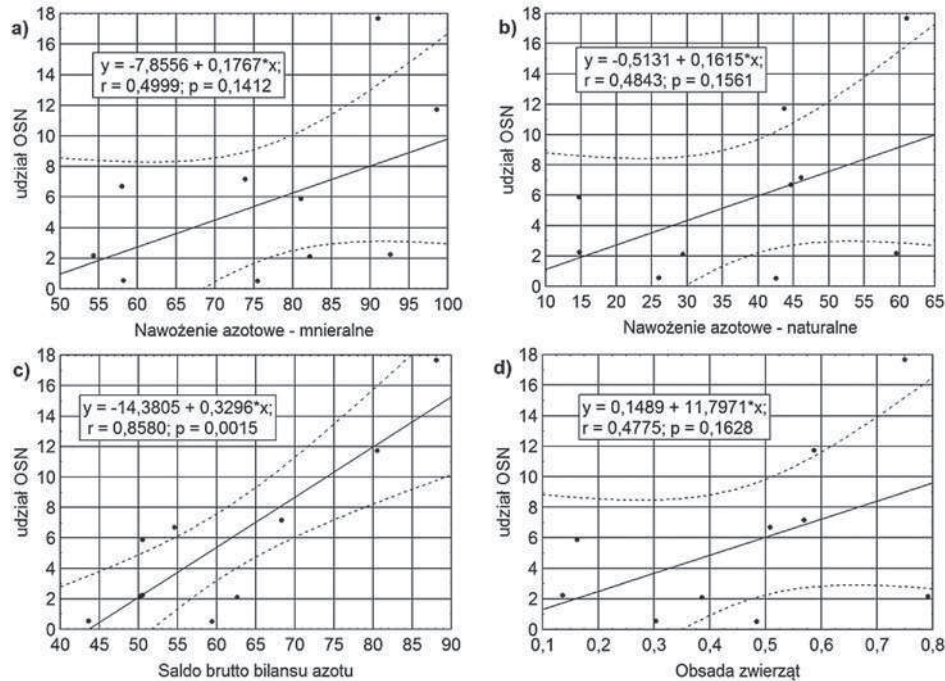 a)
y = -7,8556 + 0,1767*x;
r = 0,4999; p = 0,1412
udział OSN
18
16
14
12
10
8
6
4
2
0
50 55 60 65 70 75 80 85 90 95 100
Nawożenie azotowe - mnieralne
b)
y = -0,5131 + 0,1615*x;
r = 0,4843; p = 0,1561
udział OSN
18
16
14
12
10
8
6
4
2
0
10 15 20 25 30 35 40 45 50 55 60 65
Nawożenie azotowe - naturalne
c)
y = -14,3805 + 0,3296*x;
r = 0,8580; p = 0,0015
udział OSN
18
16
14
12
10
8
6
4
2
0
40 45 50 55 60 65 70 75 80 85 90
Saldo brutto bilansu azotu
d)
y = 0,1489 + 11,7971*x;
r = 0,4775; p = 0,1628
udział OSN
18
16
14
12
10
8
6
4
2
0
0,1 0,2 0,3 0,4 0,5 0,6 0,7 0,8
Obsada zwierząt